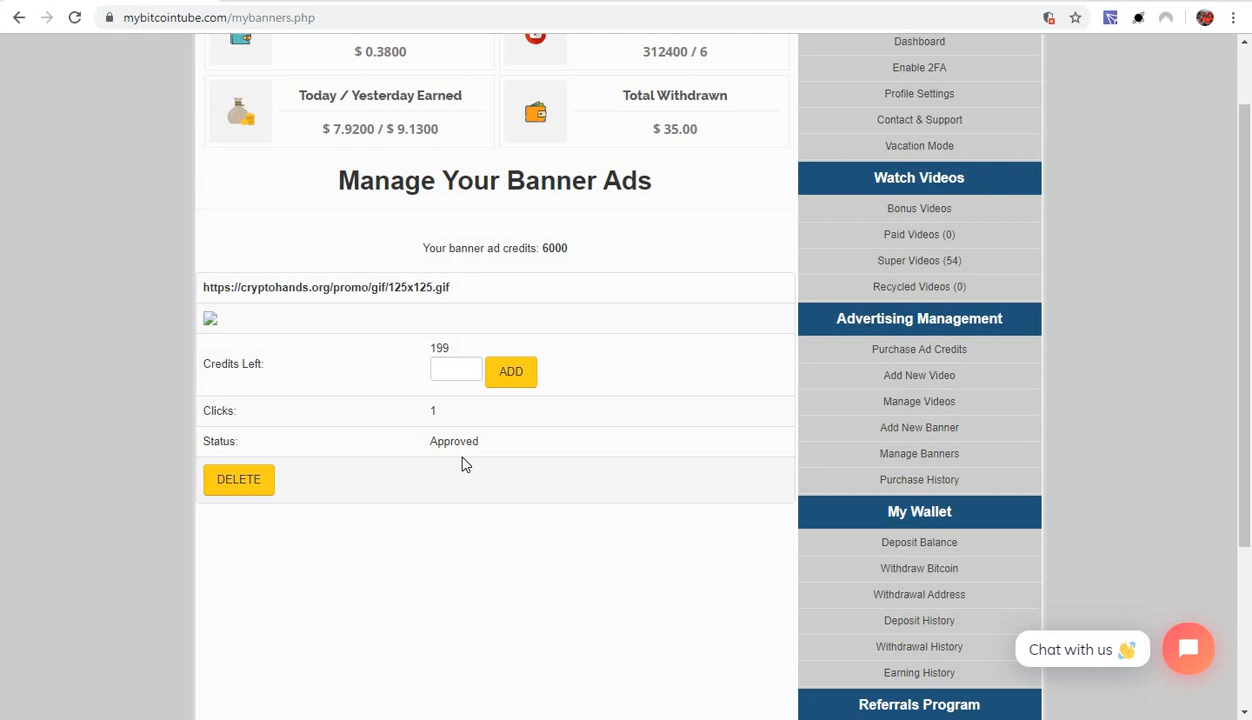 mybitcointube.com/mybanners.php
$ 0.3800
312400 / 6
Today / Yesterday Earned
$ 7.9200 / $ 9.1300
Total Withdrawn
$ 35.00
Manage Your Banner Ads
Your banner ad credits: 6000
https://cryptohands.org/promo/gif/125x125.gif
Credits Left:
199
ADD
Clicks:
1
Status:
Approved
DELETE
Dashboard
Enable 2FA
Profile Settings
Contact & Support
Vacation Mode
Watch Videos
Bonus Videos
Paid Videos (0)
Super Videos (54)
Recycled Videos (0)
Advertising Management
Purchase Ad Credits
Add New Video
Manage Videos
Add New Banner
Manage Banners
Purchase History
My Wallet
Deposit Balance
Withdraw Bitcoin
Withdrawal Address
Deposit History
Withdrawal History
Earning History
Referrals Program
Chat with us 👋